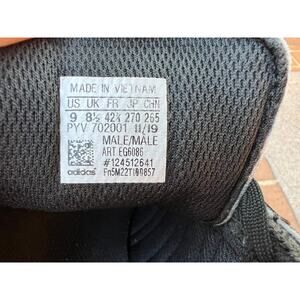 MADE IN VIETNAM
US UK FR JP CHN
9 8½ 42⅔ 270 265
PYV 702001 11/19
MALE/MALE
ART EG6086
#124512641
adidas